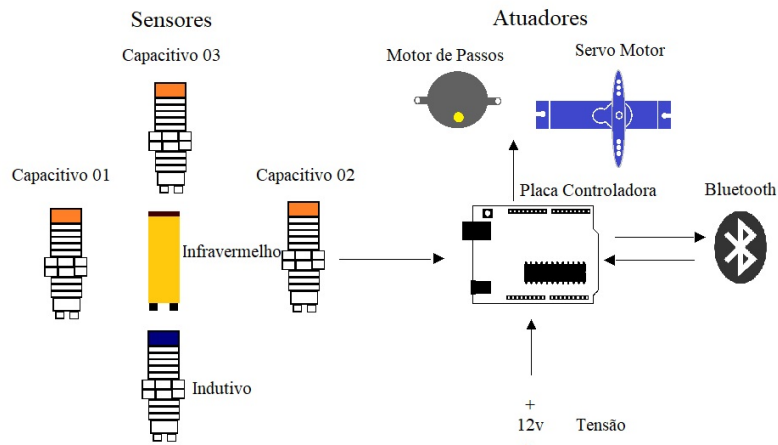 Sensores
Atuadores
Capacitivo 03
Motor de Passos
Servo Motor
Capacitivo 01
Capacitivo 02
Placa Controladora
Bluetooth
Infravermelho
Indutivo
+
12v
Tensão